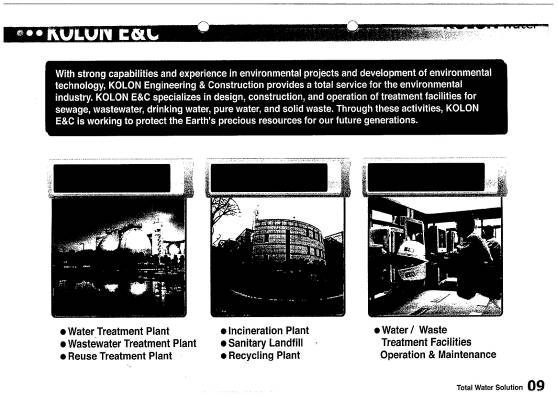 KOLON E&C
KOLON Water
With strong capabilities and experience in environmental projects and development of environmental
technology, KOLON Engineering & Construction provides a total service for the environmental
industry. KOLON E&C specializes in design, construction, and operation of treatment facilities for
sewage, wastewater, drinking water, pure water, and solid waste. Through these activities, KOLON
E&C is working to protect the Earth's precious resources for our future generations.
● Water Treatment Plant
● Wastewater Treatment Plant
● Reuse Treatment Plant
● Incineration Plant
● Sanitary Landfill
● Recycling Plant
● Water / Waste
Treatment Facilities
Operation & Maintenance
Total Water Solution 09